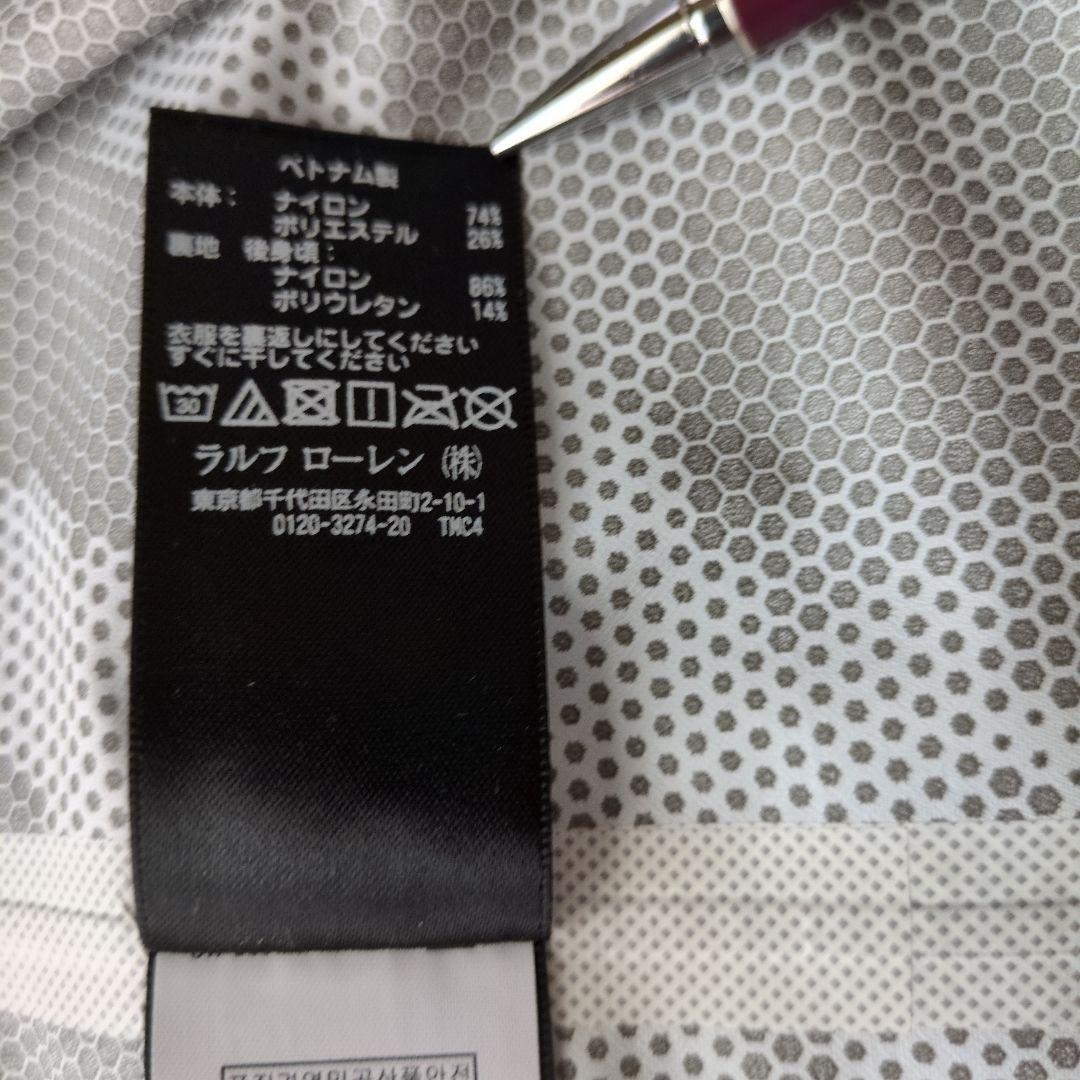 ベトナム製
本体： ナイロン 74%
ポリエステル 26%
裏地 後身頃：
ナイロン 86%
ポリウレタン 14%
衣服を裏返しにしてください
すぐに干してください
30
ラルフ ローレン (株)
東京都千代田区永田町2-10-1
0120-3274-20 TMC4